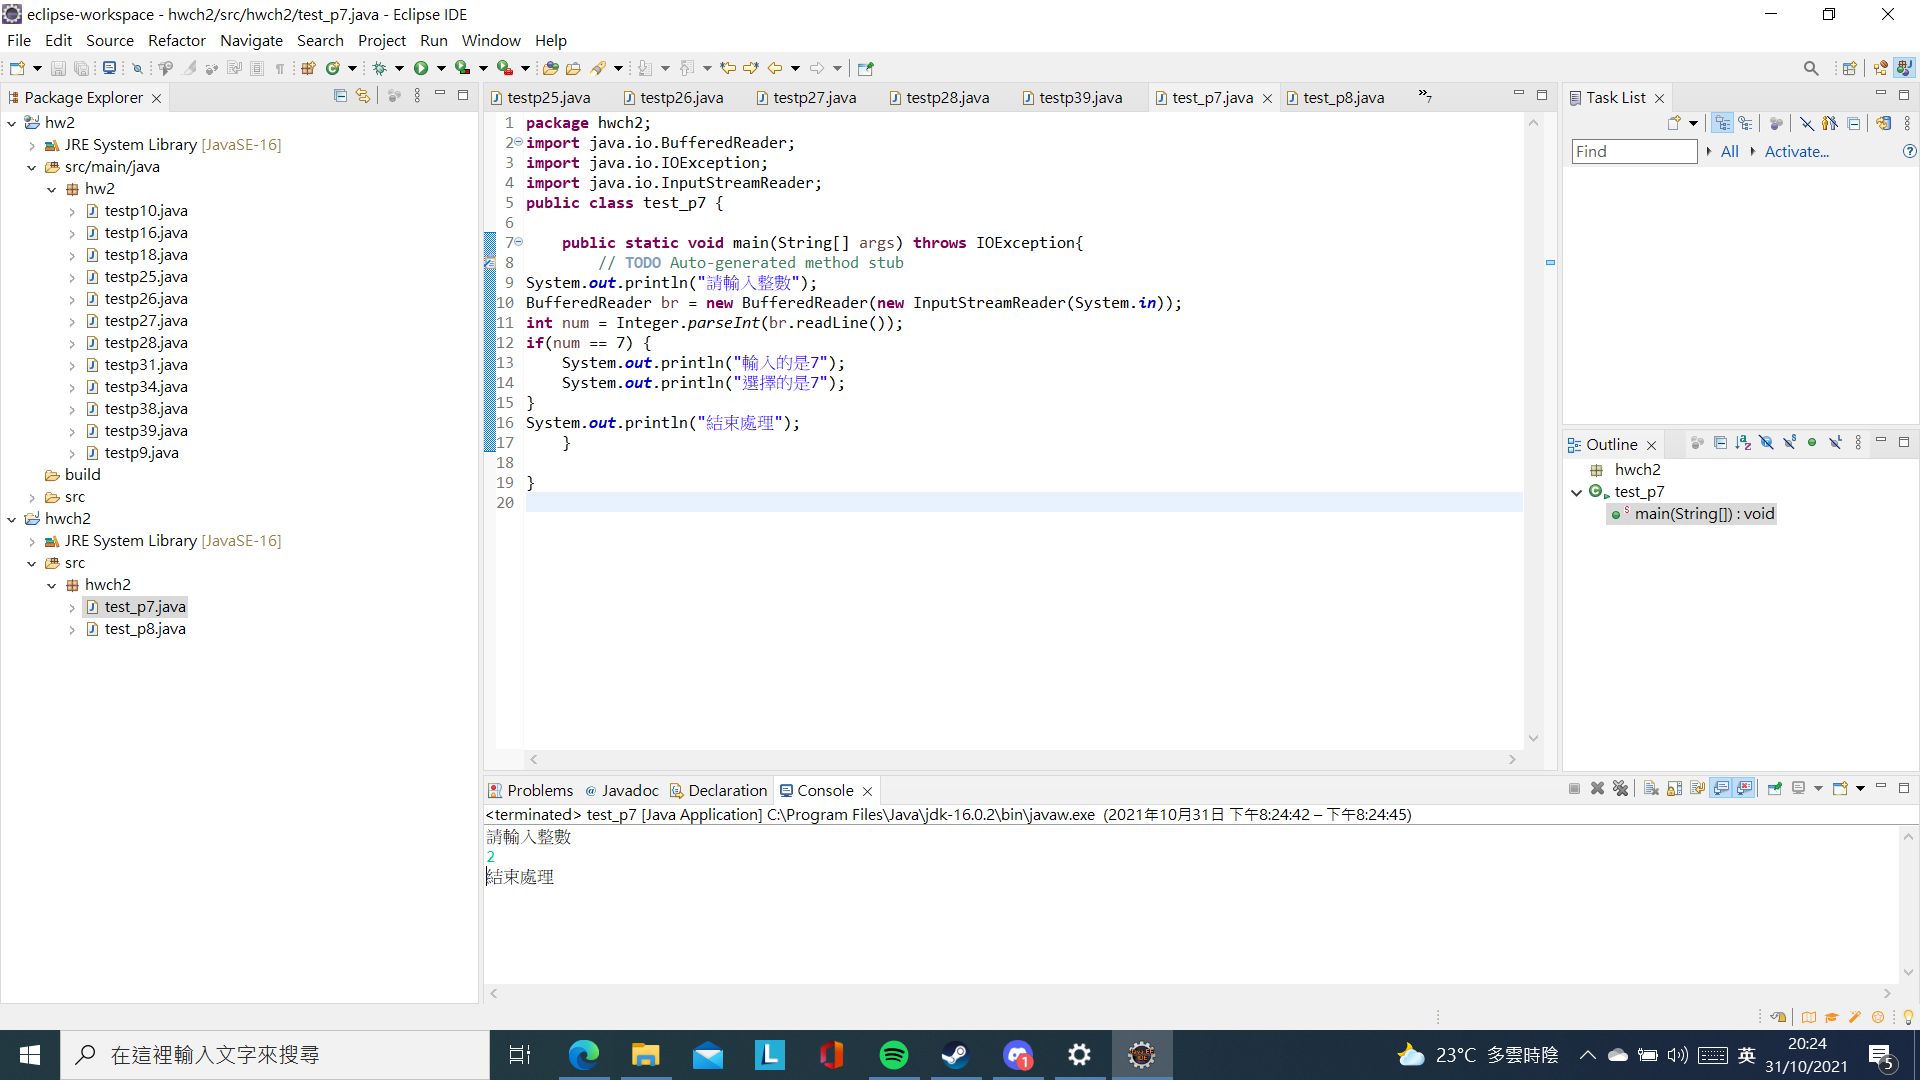 eclipse-workspace - hwch2/src/hwch2/test_p7.java - Eclipse IDE
File Edit Source Refactor Navigate Search Project Run Window Help
Package Explorer
hw2
JRE System Library [JavaSE-16]
src/main/java
hw2
testp10.java
testp16.java
testp18.java
testp25.java
testp26.java
testp27.java
testp28.java
testp31.java
testp34.java
testp38.java
testp39.java
testp9.java
build
src
hwch2
JRE System Library [JavaSE-16]
src
hwch2
test_p7.java
test_p8.java
testp25.java testp26.java testp27.java testp28.java testp39.java test_p7.java test_p8.java »7
1 package hwch2;
2 import java.io.BufferedReader;
3 import java.io.IOException;
4 import java.io.InputStreamReader;
5 public class test_p7 {
6
7 public static void main(String[] args) throws IOException{
8 // TODO Auto-generated method stub
9 System.out.println("請輸入整數");
10 BufferedReader br = new BufferedReader(new InputStreamReader(System.in));
11 int num = Integer.parseInt(br.readLine());
12 if(num == 7) {
13 System.out.println("輸入的是7");
14 System.out.println("選擇的是7");
15 }
16 System.out.println("結束處理");
17 }
18
19 }
20
Task List
Find All Activate...
Outline
hwch2
test_p7
main(String[]) : void
Problems @ Javadoc Declaration Console
<terminated> test_p7 [Java Application] C:\Program Files\Java\jdk-16.0.2\bin\javaw.exe (2021年10月31日 下午8:24:42 – 下午8:24:45)
請輸入整數
2
結束處理
在這裡輸入文字來搜尋
23°C 多雲時陰
英
20:24
31/10/2021
5
1